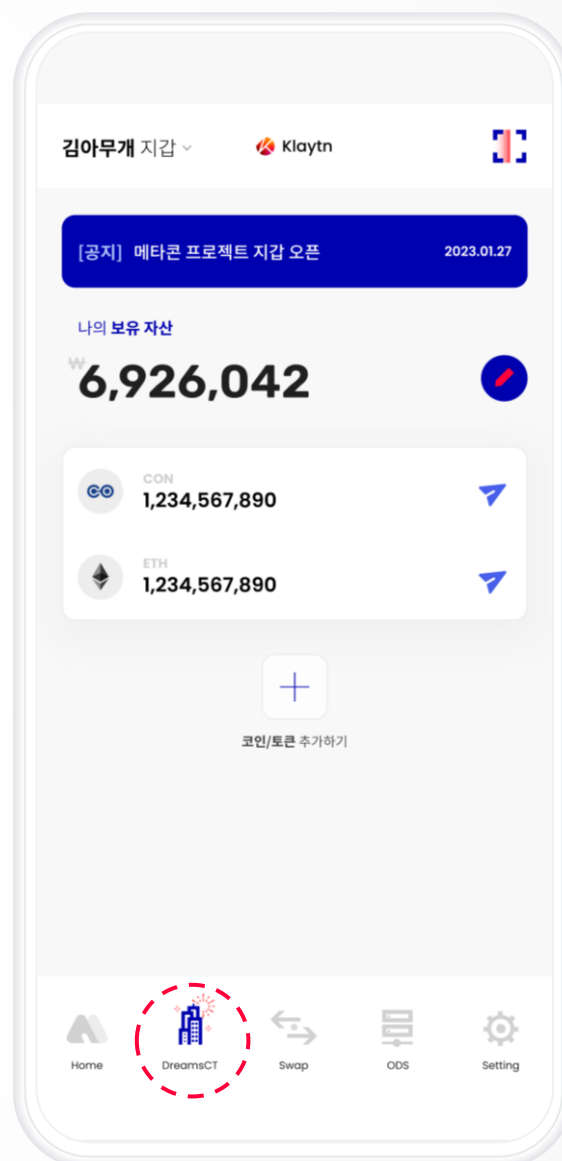 김아무개 지갑
Klaytn
[공지] 메타콘 프로젝트 지갑 오픈 2023.01.27
나의 보유 자산
₩6,926,042
CON
1,234,567,890
ETH
1,234,567,890
코인/토큰 추가하기
Home DreamsCT Swap ODS Setting